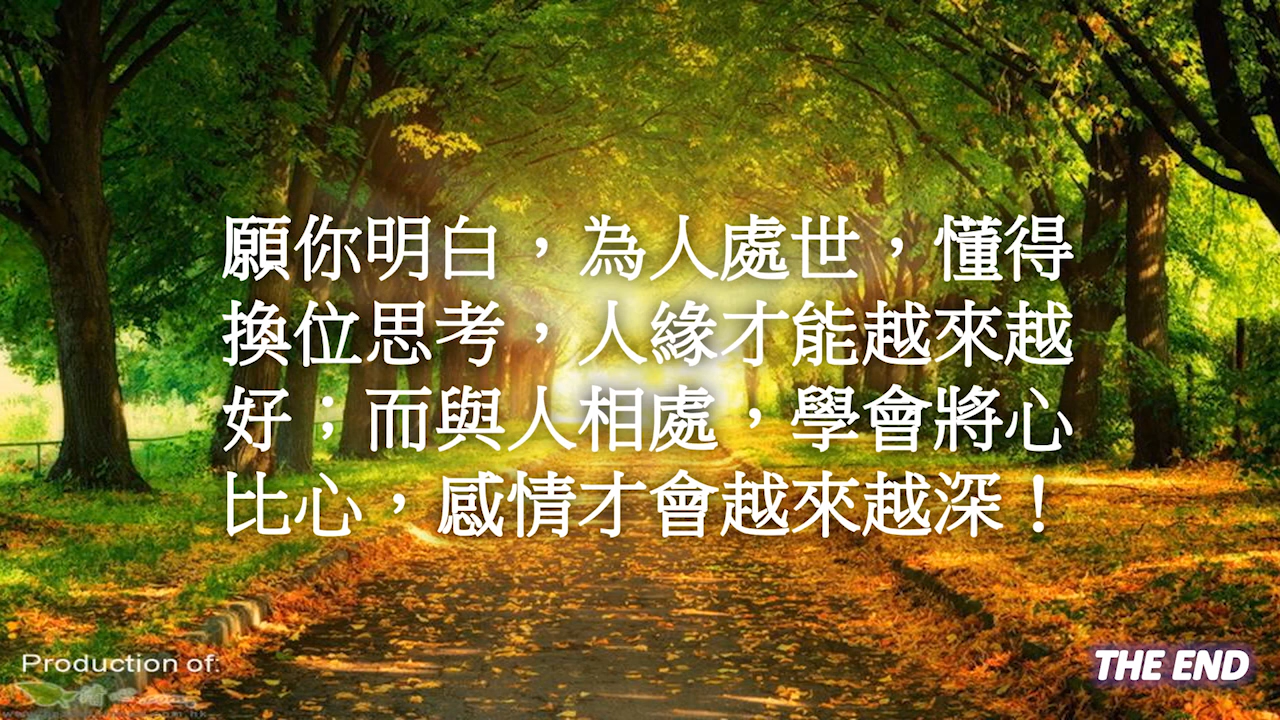 願你明白，為人處世，懂得
換位思考，人緣才能越來越
好；而與人相處，學會將心
比心，感情才會越來越深！
Production of:
THE END